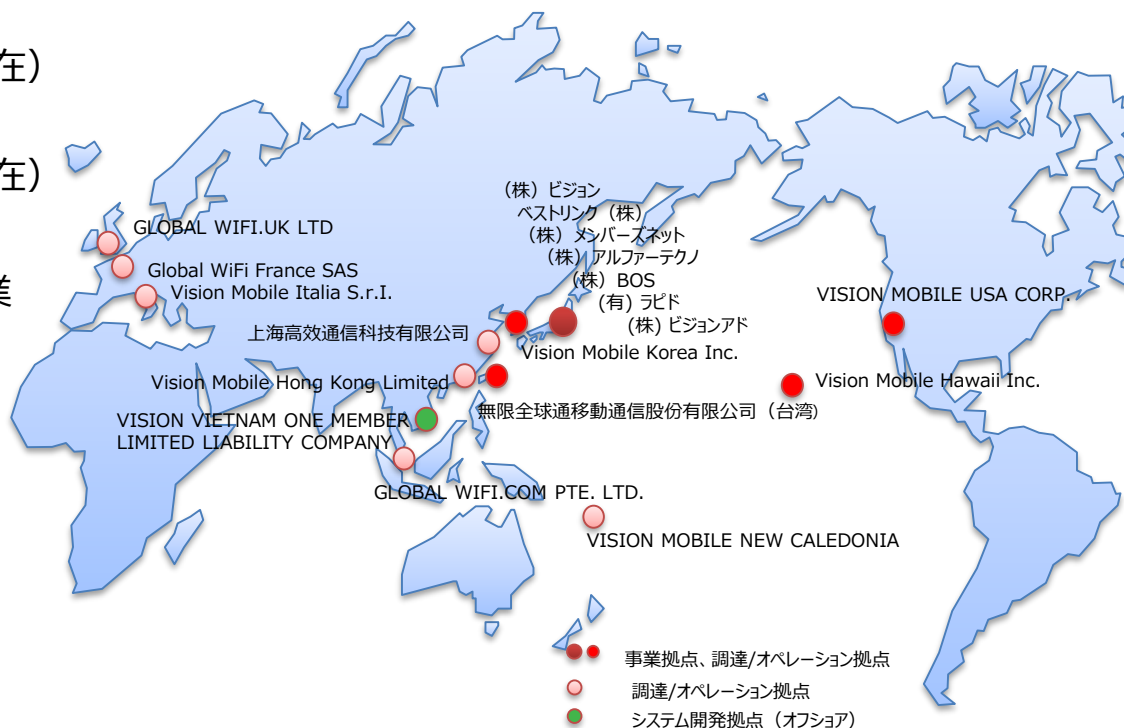 在）
在）
業
（株）ビジョン
ベストリンク（株）
（株）メンバーズネット
（株）アルファーテクノ
（株）BOS
（有）ラピド
（株）ビジョンアド
GLOBAL WIFI.UK LTD
Global WiFi France SAS
Vision Mobile Italia S.r.I.
上海高效通信科技有限公司
Vision Mobile Korea Inc.
VISION MOBILE USA CORP.
Vision Mobile Hong Kong Limited
Vision Mobile Hawaii Inc.
無限全球通移動通信股份有限公司（台湾）
VISION VIETNAM ONE MEMBER
LIMITED LIABILITY COMPANY
GLOBAL WIFI.COM PTE. LTD.
VISION MOBILE NEW CALEDONIA
事業拠点、調達/オペレーション拠点
調達/オペレーション拠点
システム開発拠点（オフショア）